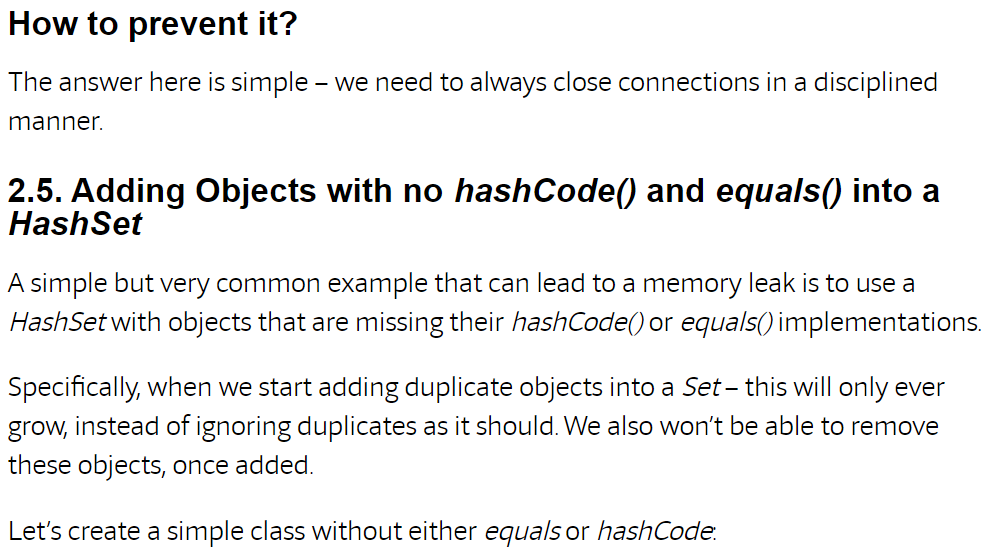 How to prevent it?
The answer here is simple – we need to always close connections in a disciplined
manner.
2.5. Adding Objects with no hashCode() and equals() into a
HashSet
A simple but very common example that can lead to a memory leak is to use a
HashSet with objects that are missing their hashCode() or equals() implementations.
Specifically, when we start adding duplicate objects into a Set – this will only ever
grow, instead of ignoring duplicates as it should. We also won’t be able to remove
these objects, once added.
Let’s create a simple class without either equals or hashCode: